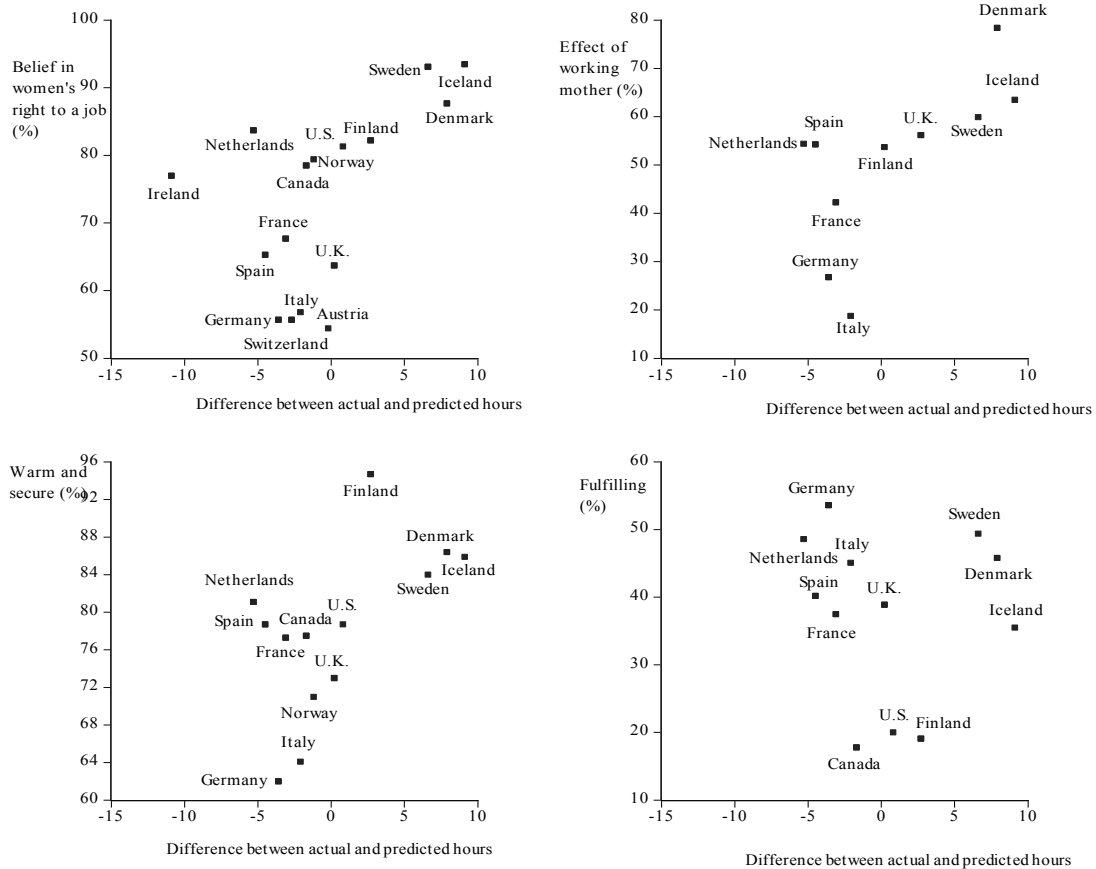 100
90
80
70
60
50
Belief in
women's
right to a job
(%)
Sweden
Iceland
Denmark
Netherlands
U.S.
Finland
Norway
Canada
Ireland
France
Spain
U.K.
Italy
Germany
Austria
Switzerland
-15 -10 -5 0 5 10
Difference between actual and predicted hours
80
70
60
50
40
30
20
10
Effect of
working
mother (%)
Denmark
Iceland
Spain
U.K.
Netherlands
Sweden
Finland
France
Germany
Italy
-15 -10 -5 0 5 10
Difference between actual and predicted hours
96
92
88
84
80
76
72
68
64
60
Warm and
secure (%)
Finland
Denmark
Iceland
Sweden
Netherlands
U.S.
Spain
Canada
France
U.K.
Norway
Italy
Germany
-15 -10 -5 0 5 10
Difference between actual and predicted hours
60
50
40
30
20
10
Fulfilling
(%)
Germany
Sweden
Netherlands
Italy
Denmark
Spain
U.K.
Iceland
France
U.S.
Finland
Canada
-15 -10 -5 0 5 10
Difference between actual and predicted hours